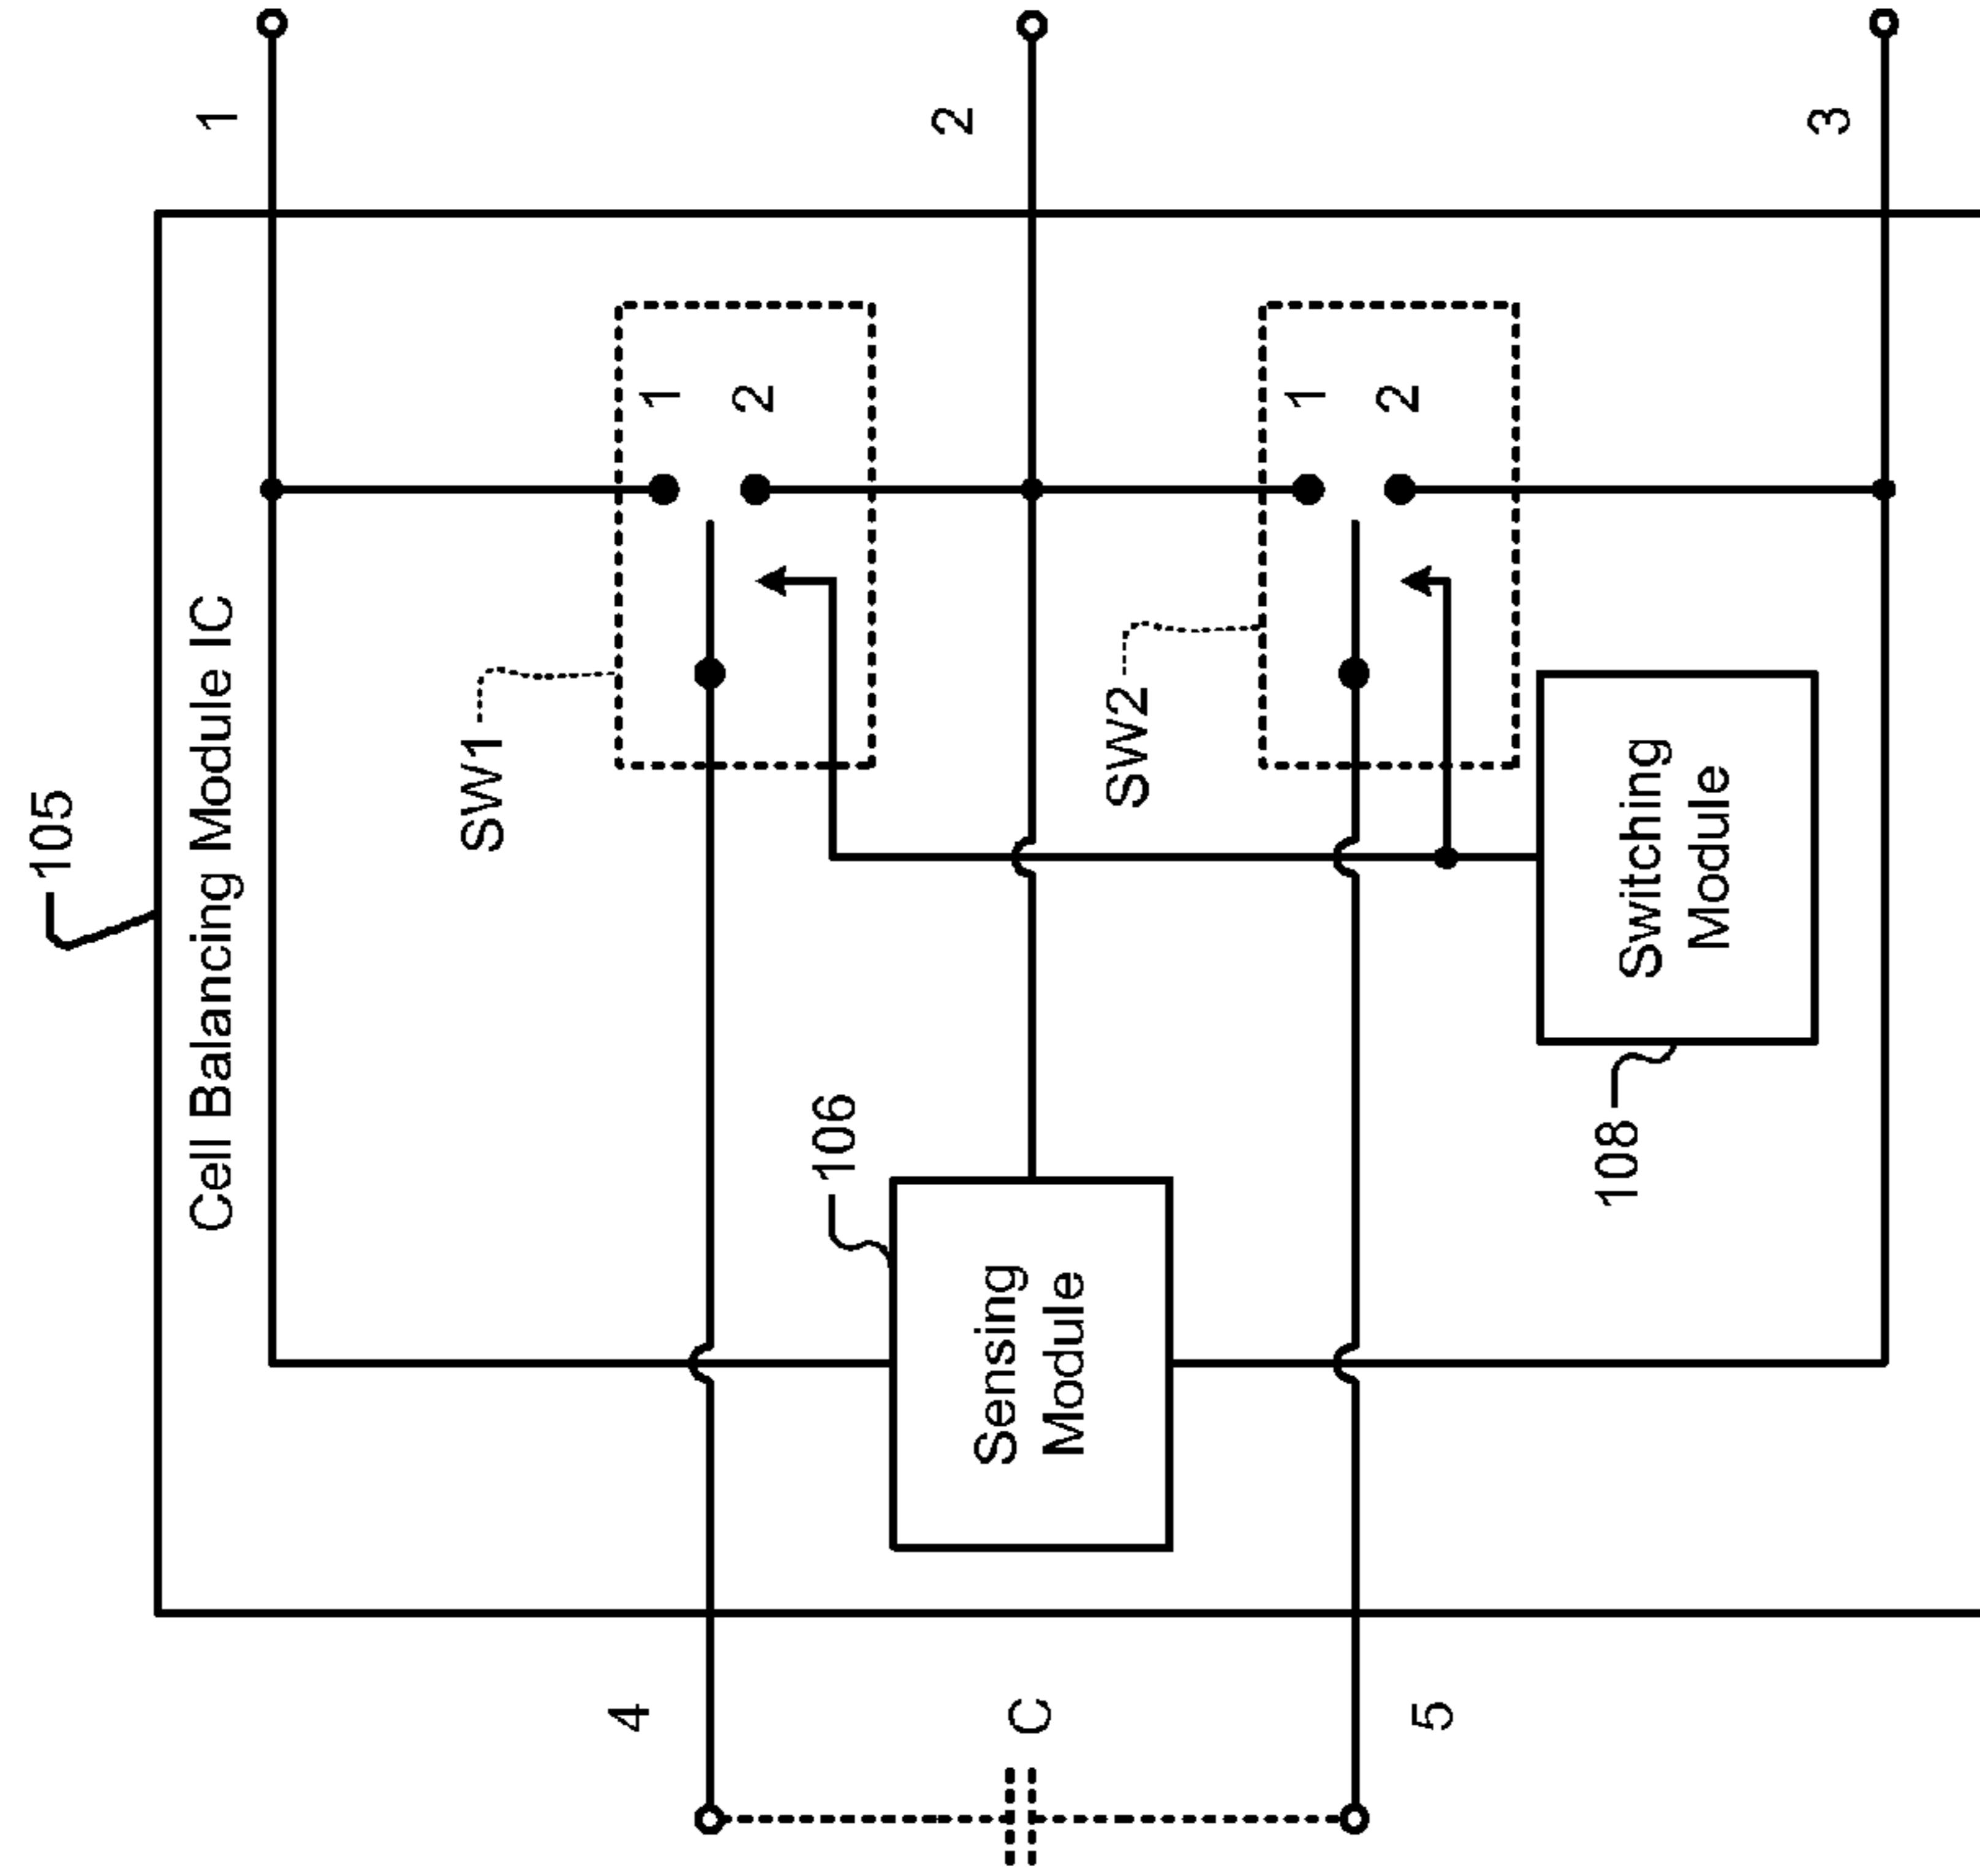 105
Cell Balancing Module IC
1
2
3
SW1
1
2
SW2
1
2
106
Sensing
Module
Switching
Module
108
4
C
5